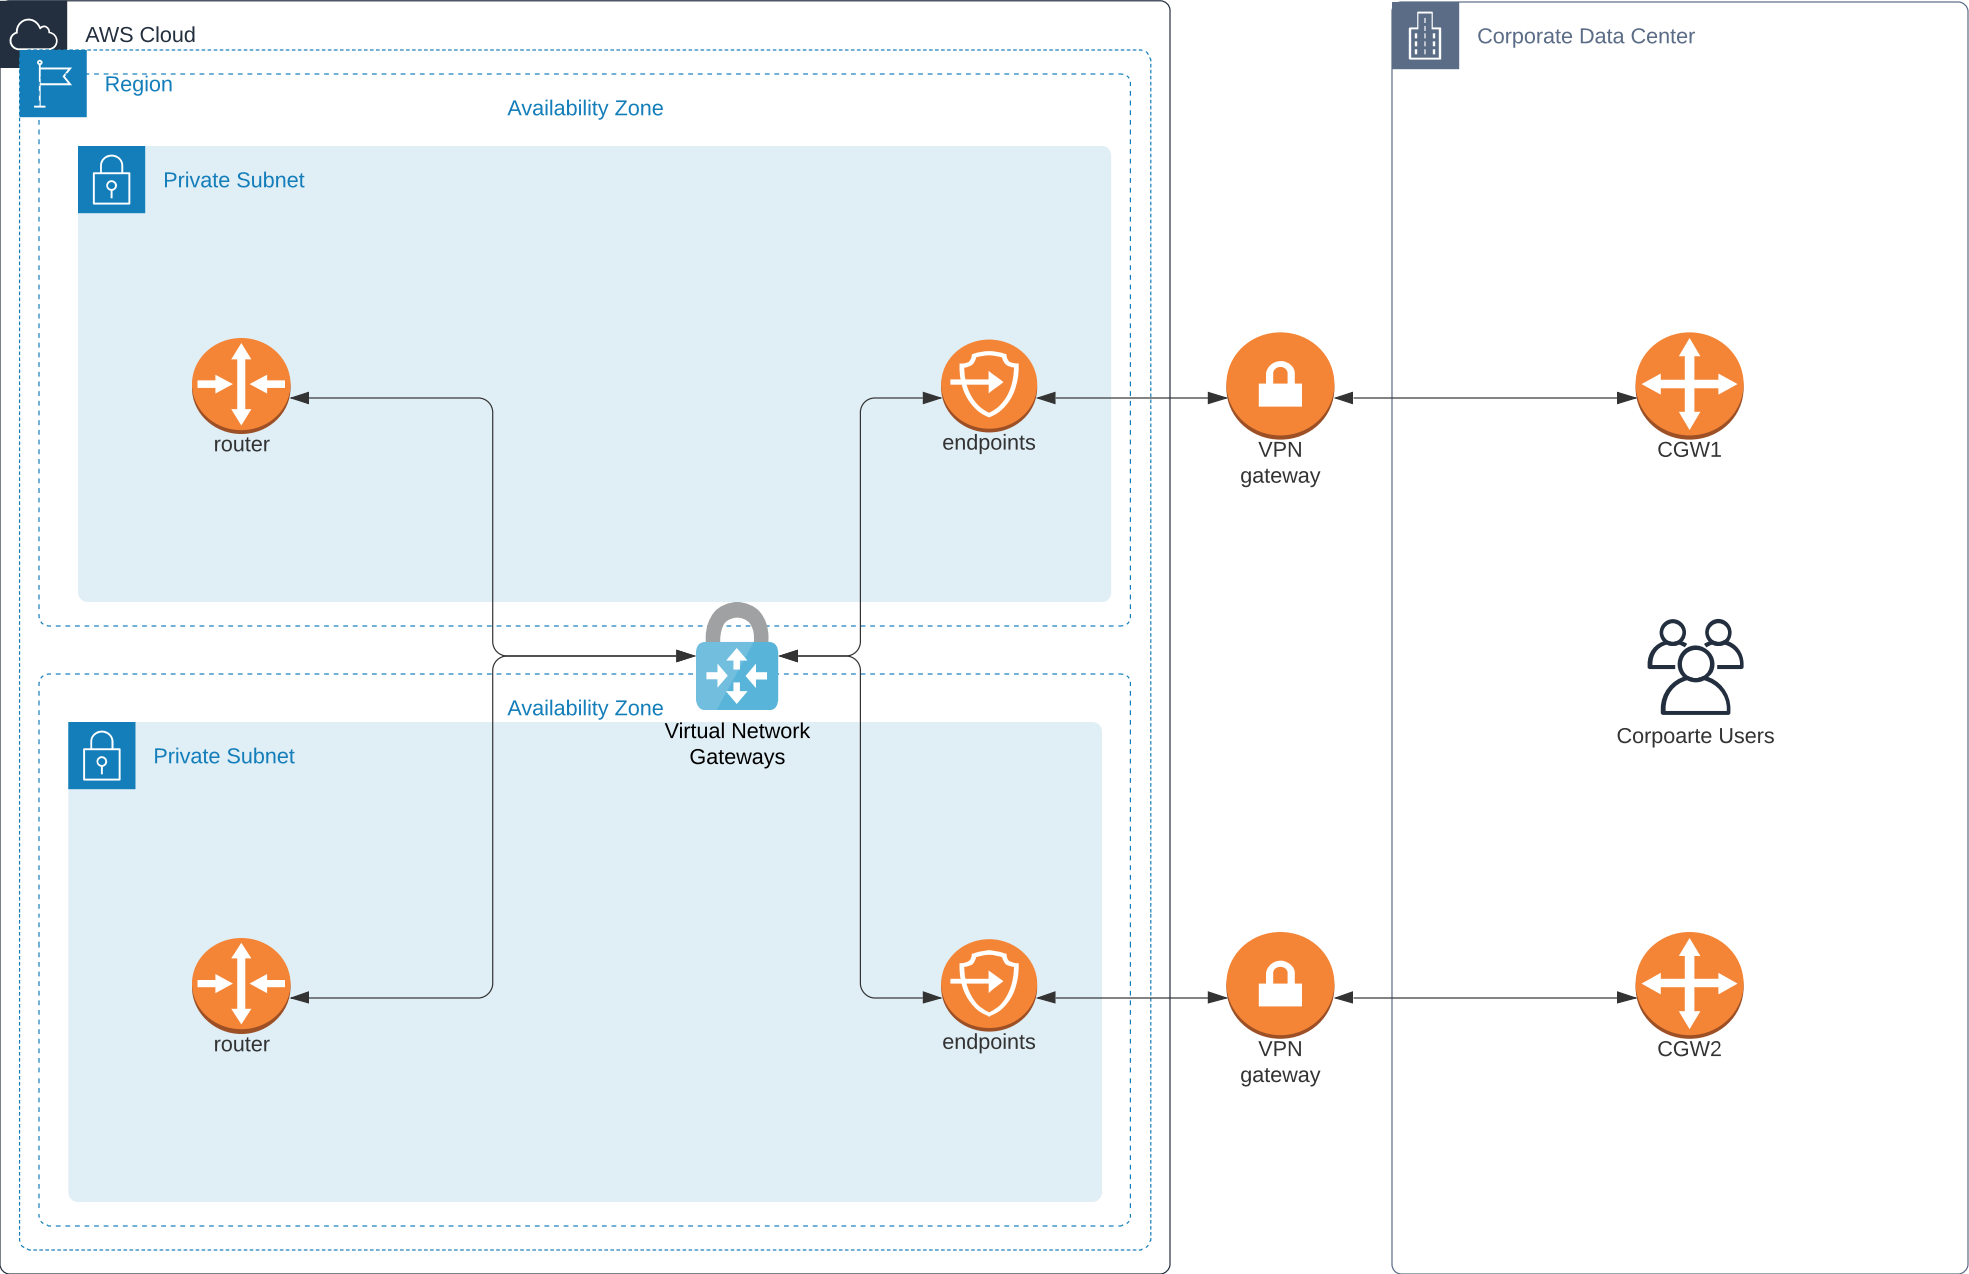 AWS Cloud
Corporate Data Center
Region
Availability Zone
Private Subnet
router
endpoints
VPN
gateway
CGW1
Availability Zone
Virtual Network
Gateways
Corpoarte Users
Private Subnet
router
endpoints
VPN
gateway
CGW2